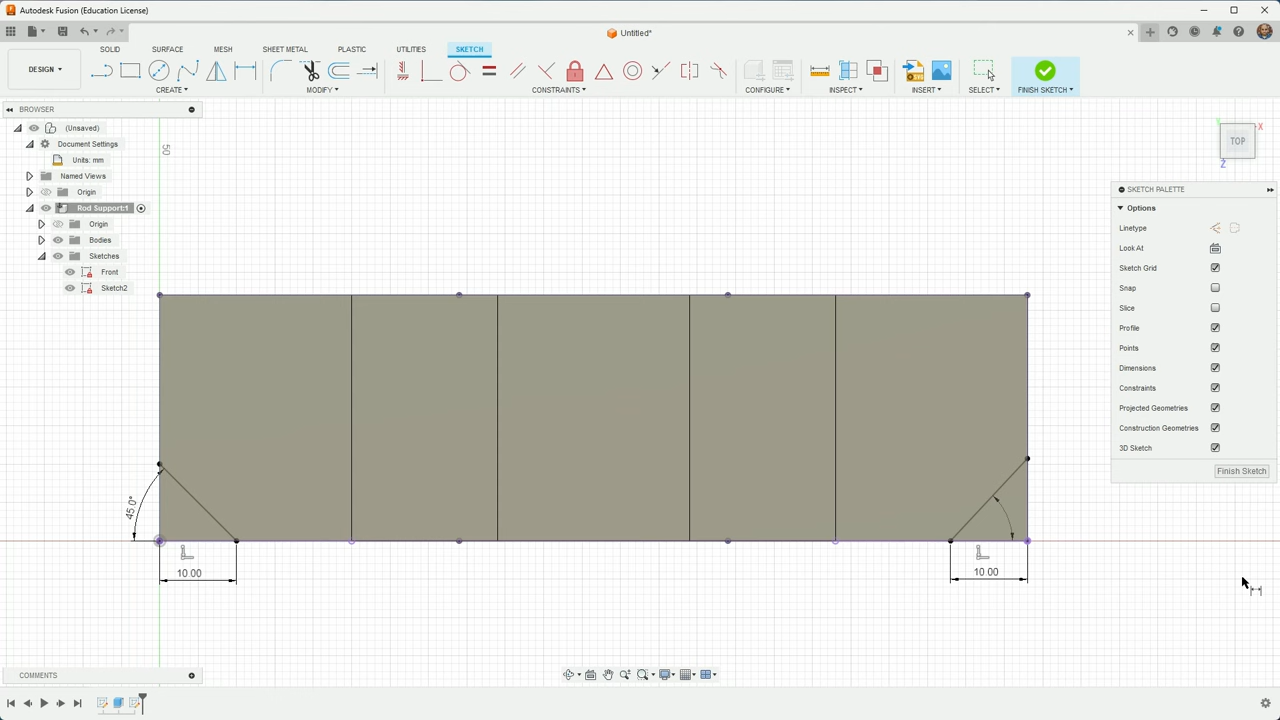 Autodesk Fusion (Education License)
Untitled*
DESIGN
SOLID SURFACE MESH SHEET METAL PLASTIC UTILITIES SKETCH
CREATE MODIFY CONSTRAINTS CONFIGURE INSPECT INSERT SELECT FINISH SKETCH
BROWSER
(Unsaved)
Document Settings
Units: mm
Named Views
Origin
Rod Support:1
Origin
Bodies
Sketches
Front
Sketch2
50
TOP
X
Y
Z
SKETCH PALETTE
Options
Linetype
Look At
Sketch Grid
Snap
Slice
Profile
Points
Dimensions
Constraints
Projected Geometries
Construction Geometries
3D Sketch
Finish Sketch
45.0°
10.00
10.00
COMMENTS